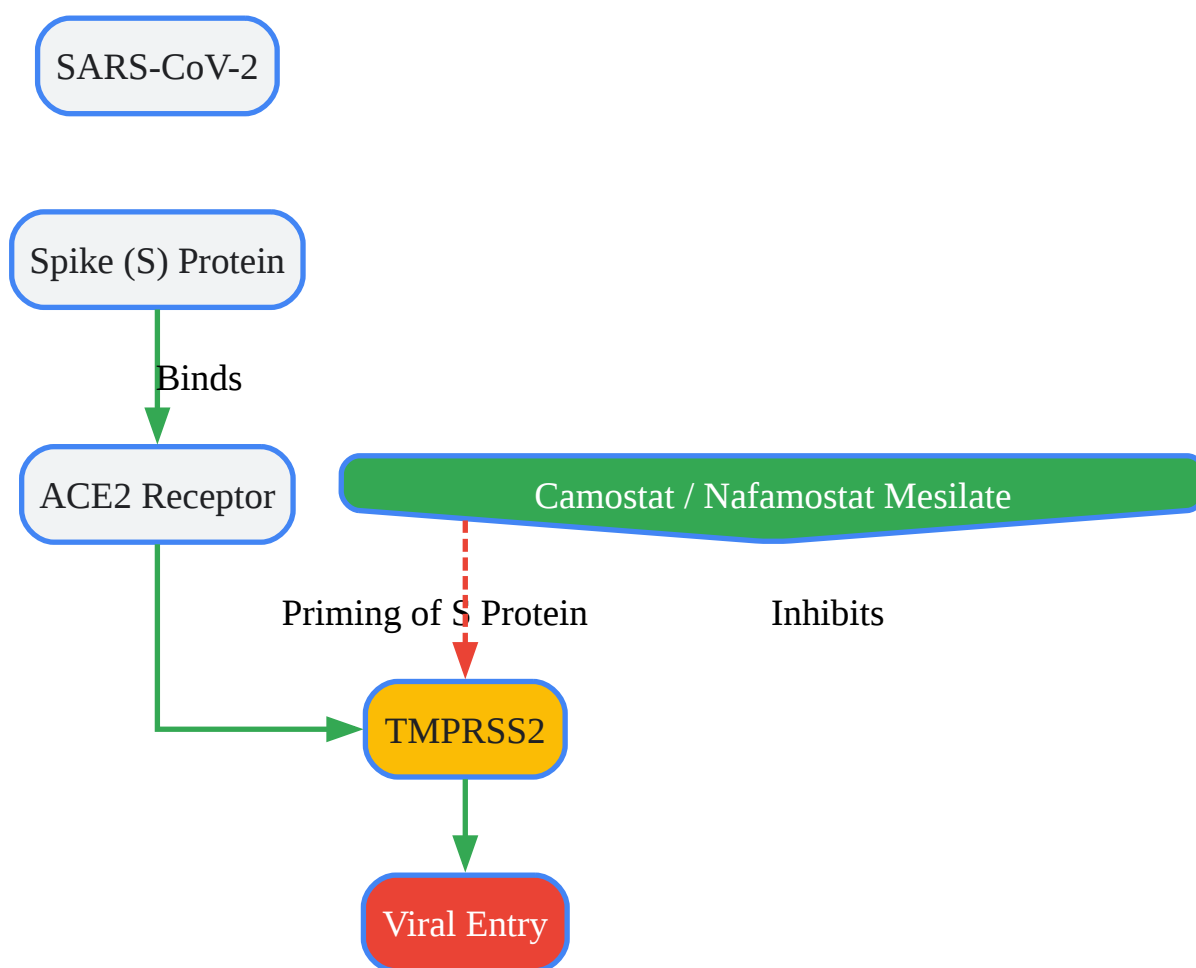 SARS-CoV-2
Spike (S) Protein
Binds
ACE2 Receptor
Camostat / Nafamostat Mesilate
Priming of S Protein
Inhibits
TMPRSS2
Viral Entry